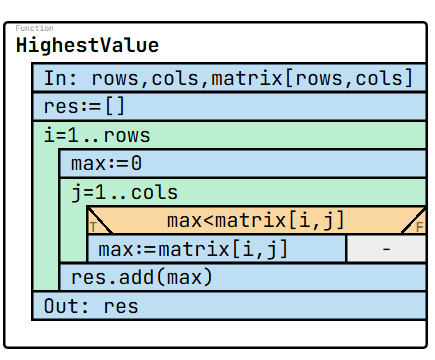 Function
HighestValue
In: rows,cols,matrix[rows,cols]
res:=[]
i=1..rows
max:=0
j=1..cols
max<matrix[i,j]
T
F
max:=matrix[i,j]
-
res.add(max)
Out: res